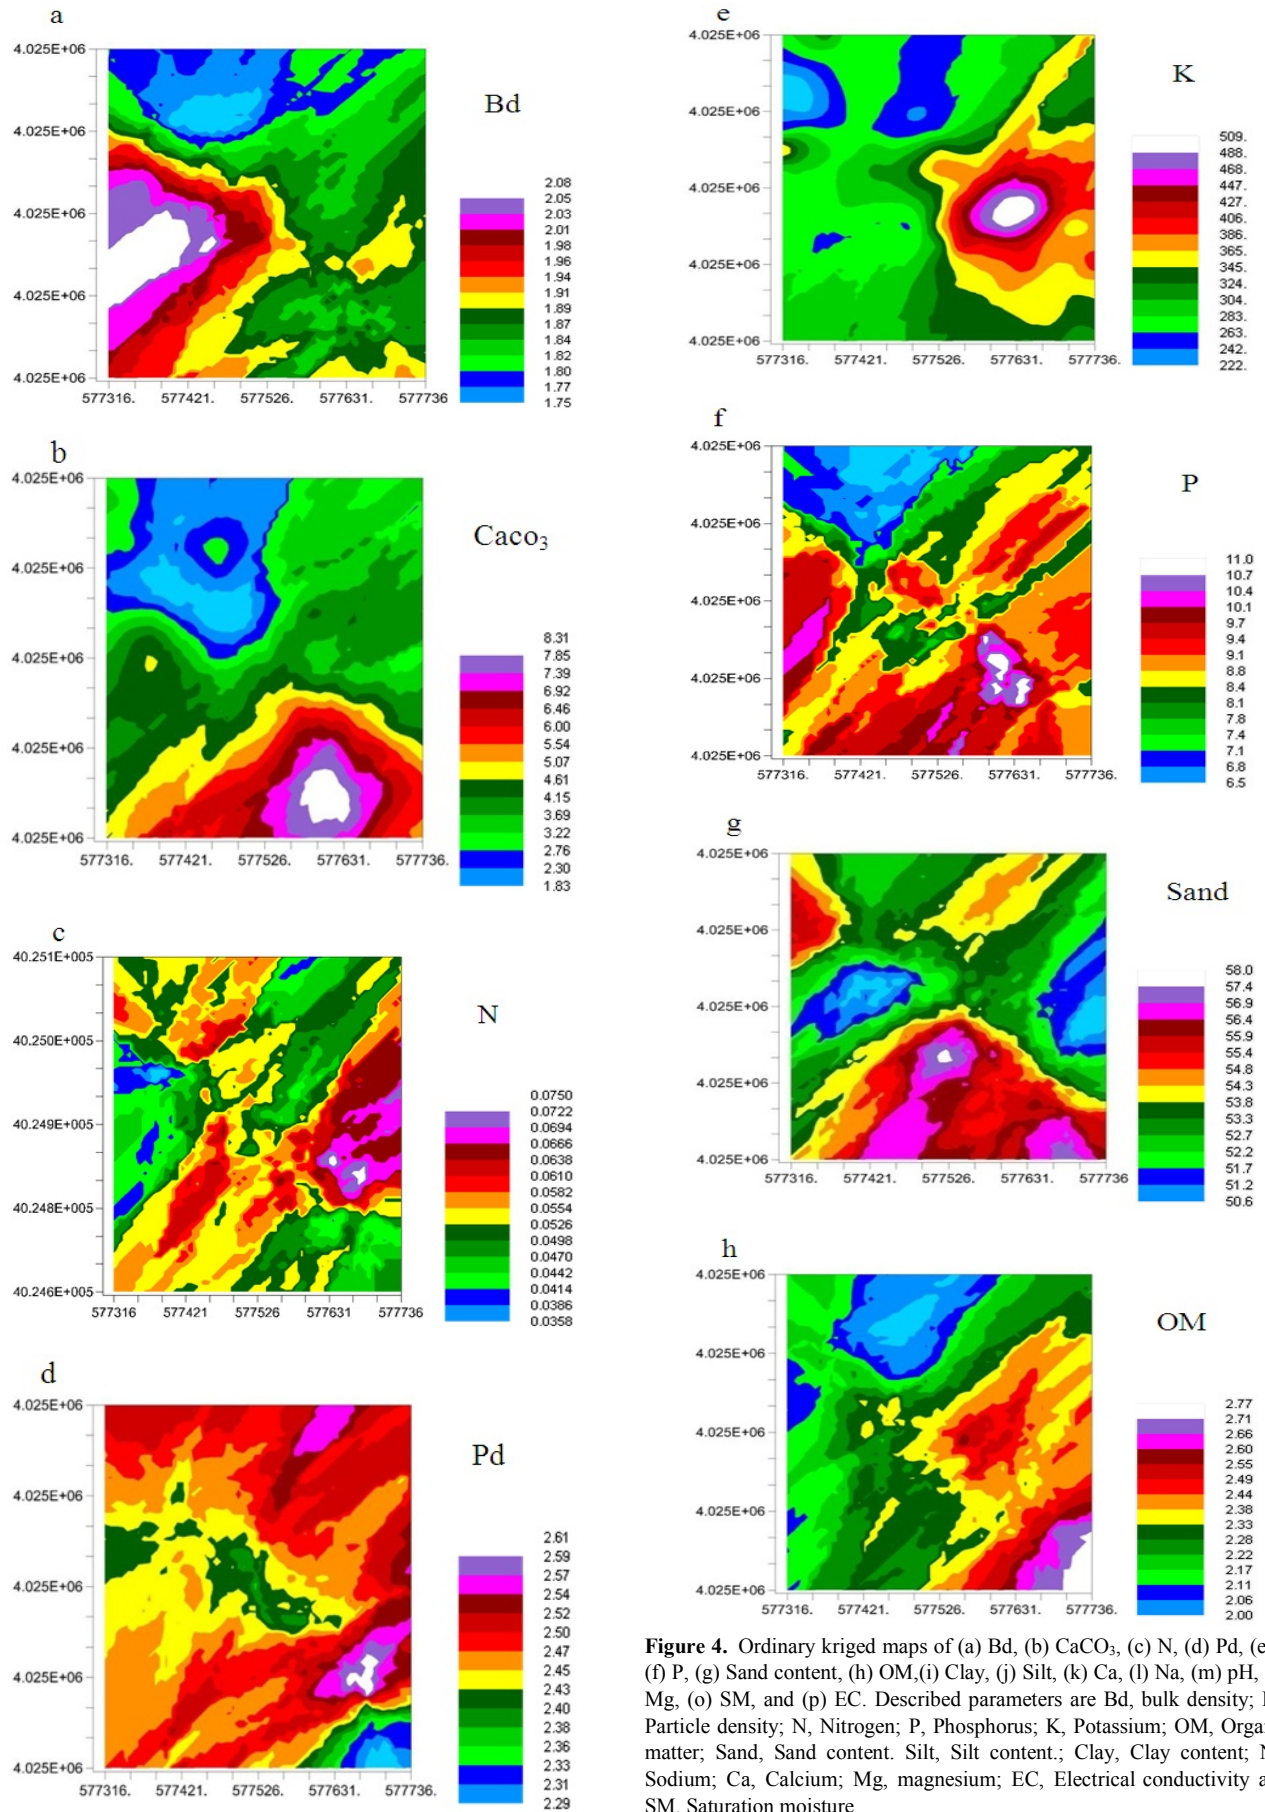 a
4.025E+06
4.025E+06
4.025E+06
4.025E+06
4.025E+06
577316. 577421. 577526. 577631. 577736
Bd
2.08
2.05
2.03
2.01
1.98
1.96
1.94
1.91
1.89
1.87
1.84
1.82
1.80
1.77
1.75
b
4.025E+06
4.025E+06
4.025E+06
4.025E+06
4.025E+06
577316. 577421. 577526. 577631. 577736.
Caco3
8.31
7.85
7.39
6.92
6.46
6.00
5.54
5.07
4.61
4.15
3.69
3.22
2.76
2.30
1.83
c
40.251E+005
40.250E+005
40.249E+005
40.248E+005
40.246E+005
577316 577421 577526 577631 577736
N
0.0750
0.0722
0.0694
0.0666
0.0638
0.0610
0.0582
0.0554
0.0526
0.0498
0.0470
0.0442
0.0414
0.0386
0.0358
d
4.025E+06
4.025E+06
4.025E+06
4.025E+06
4.025E+06
577316. 577421. 577526. 577631. 577736.
Pd
2.61
2.59
2.57
2.54
2.52
2.50
2.47
2.45
2.43
2.40
2.38
2.36
2.33
2.31
2.29
e
4.025E+06
4.025E+06
4.025E+06
4.025E+06
4.025E+06
577316. 577421. 577526. 577631. 577736.
K
509.
488.
468.
447.
427.
406.
386.
365.
345.
324.
304.
283.
263.
242.
222.
f
4.025E+06
4.025E+06
4.025E+06
4.025E+06
4.025E+06
577316. 577421. 577526. 577631. 577736.
P
11.0
10.7
10.4
10.1
9.7
9.4
9.1
8.8
8.4
8.1
7.8
7.4
7.1
6.8
6.5
g
4.025E+06
4.025E+06
4.025E+06
4.025E+06
4.025E+06
577316. 577421. 577526. 577631. 577736
Sand
58.0
57.4
56.9
56.4
55.9
55.4
54.8
54.3
53.8
53.3
52.7
52.2
51.7
51.2
50.6
h
4.025E+06
4.025E+06
4.025E+06
4.025E+06
4.025E+06
577316. 577421. 577526. 577631. 577736.
OM
2.77
2.71
2.66
2.60
2.55
2.49
2.44
2.38
2.33
2.28
2.22
2.17
2.11
2.06
2.00
Figure 4. Ordinary kriged maps of (a) Bd, (b) CaCO3, (c) N, (d) Pd, (e)
(f) P, (g) Sand content, (h) OM,(i) Clay, (j) Silt, (k) Ca, (l) Na, (m) pH,
Mg, (o) SM, and (p) EC. Described parameters are Bd, bulk density;
Particle density; N, Nitrogen; P, Phosphorus; K, Potassium; OM, Organ
matter; Sand, Sand content. Silt, Silt content.; Clay, Clay content;
Sodium; Ca, Calcium; Mg, magnesium; EC, Electrical conductivity a
SM, Saturation moisture